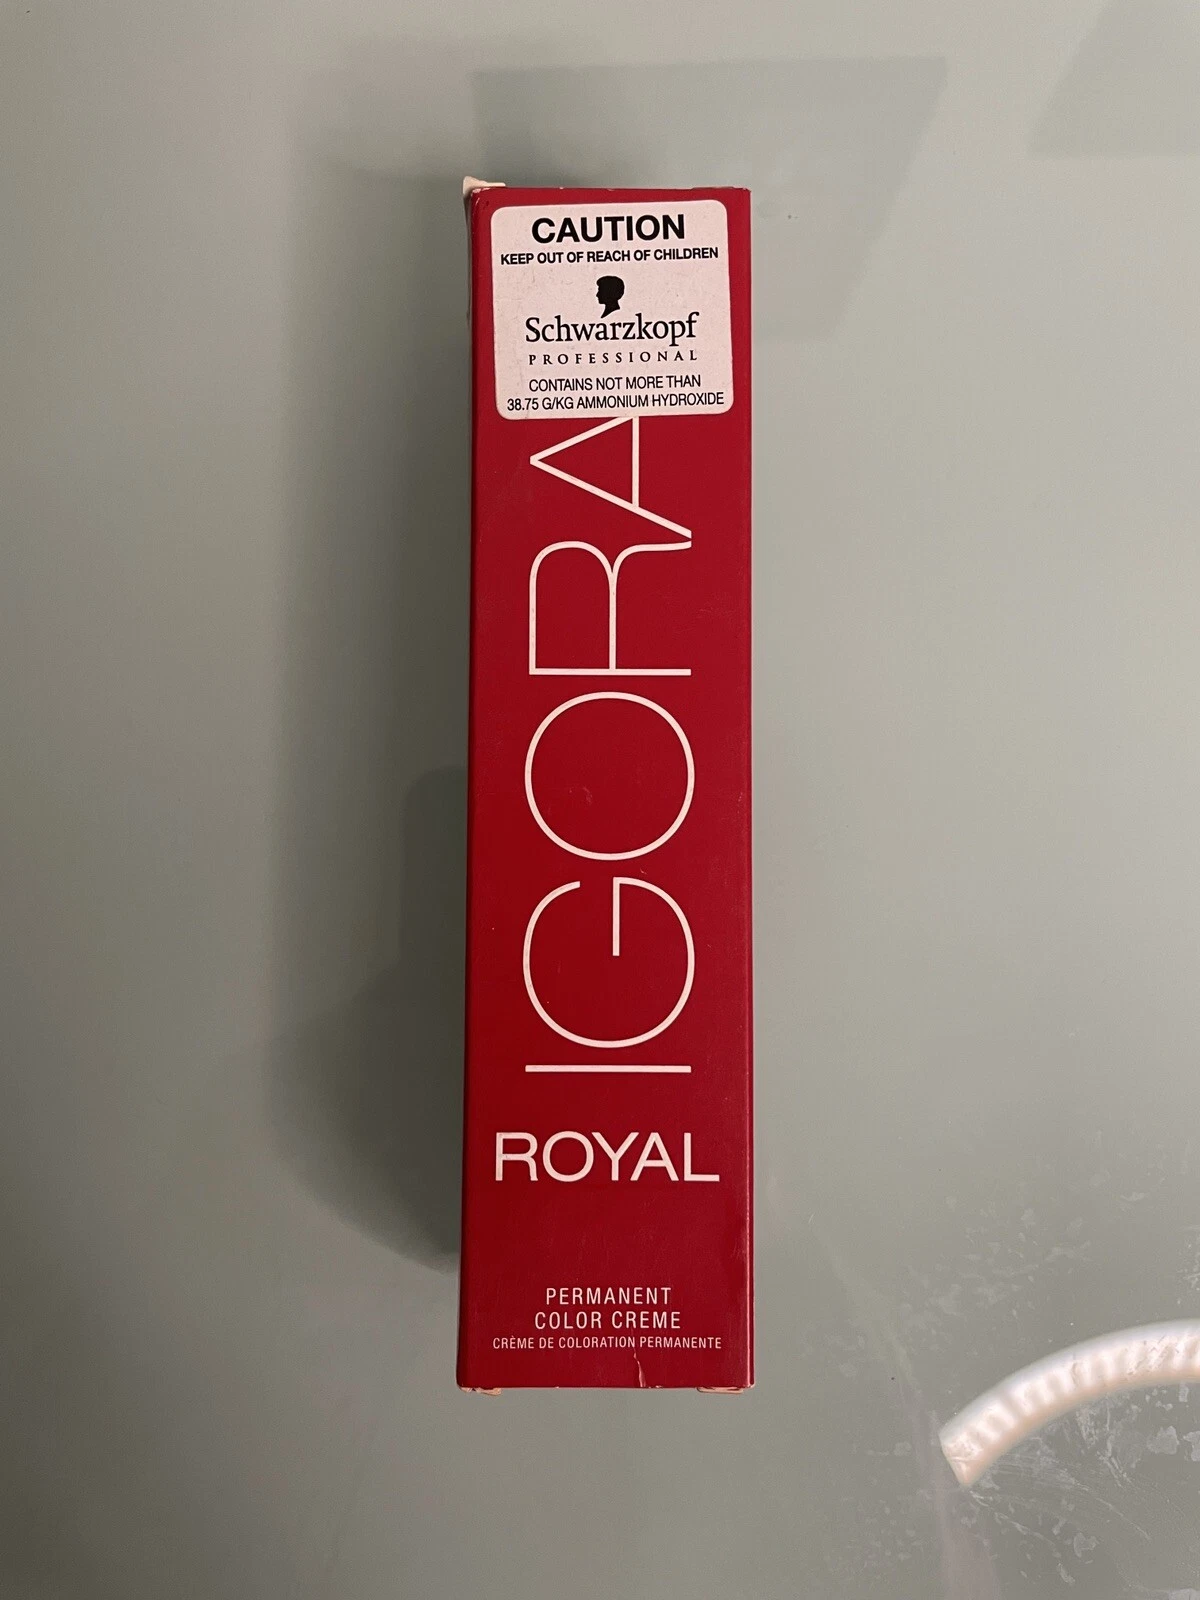 CAUTION
KEEP OUT OF REACH OF CHILDREN
Schwarzkopf
PROFESSIONAL
CONTAINS NOT MORE THAN
38.75 G/KG AMMONIUM HYDROXIDE
IGORA
ROYAL
PERMANENT
COLOR CREME
CRÈME DE COLORATION PERMANENTE